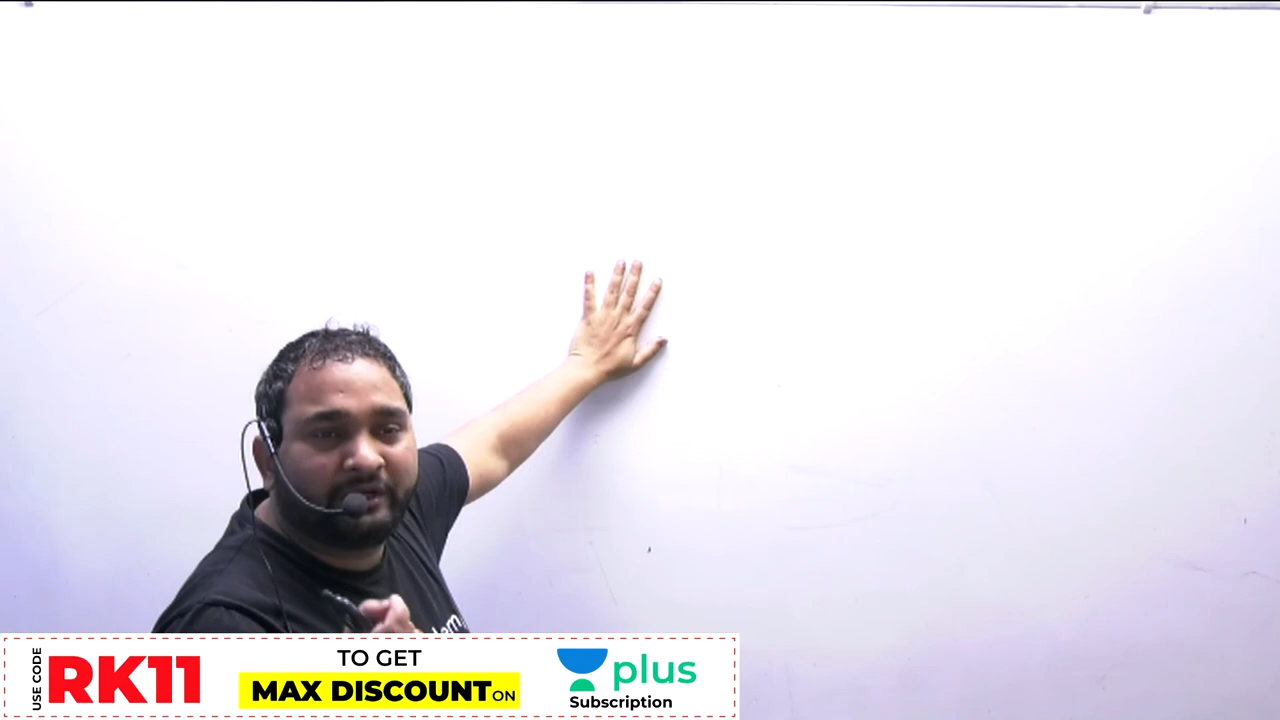 USE CODE
RK11
TO GET
MAX DISCOUNT ON
plus
Subscription